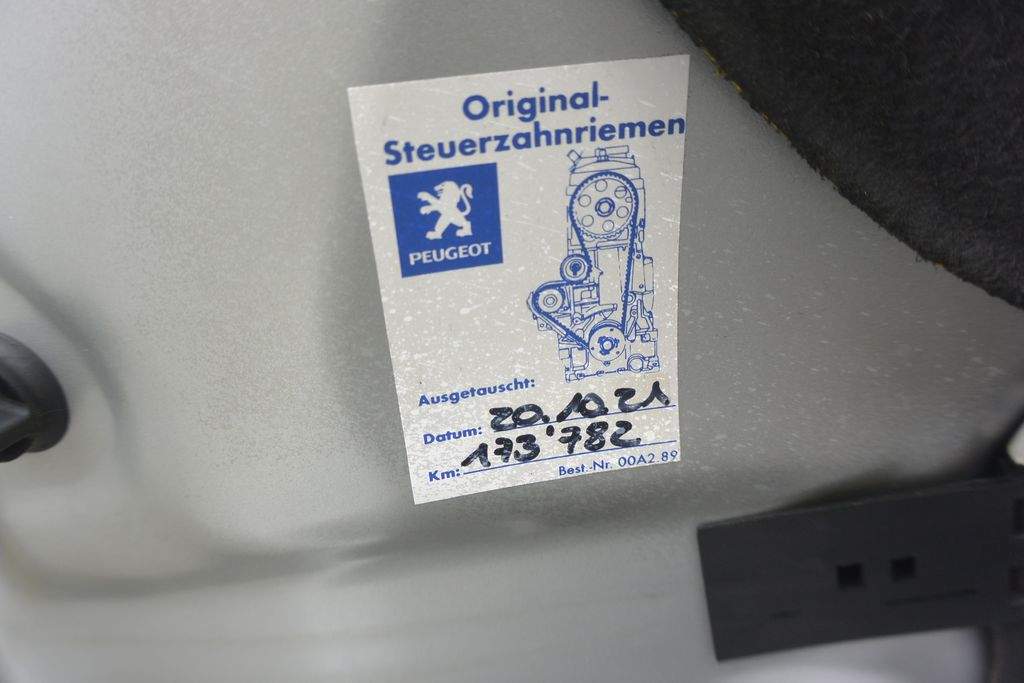 Original-
Steuerzahnriemen
PEUGEOT
Ausgetauscht:
Datum: 20.10.21
Km: 173'782
Best.-Nr. 00A2 89